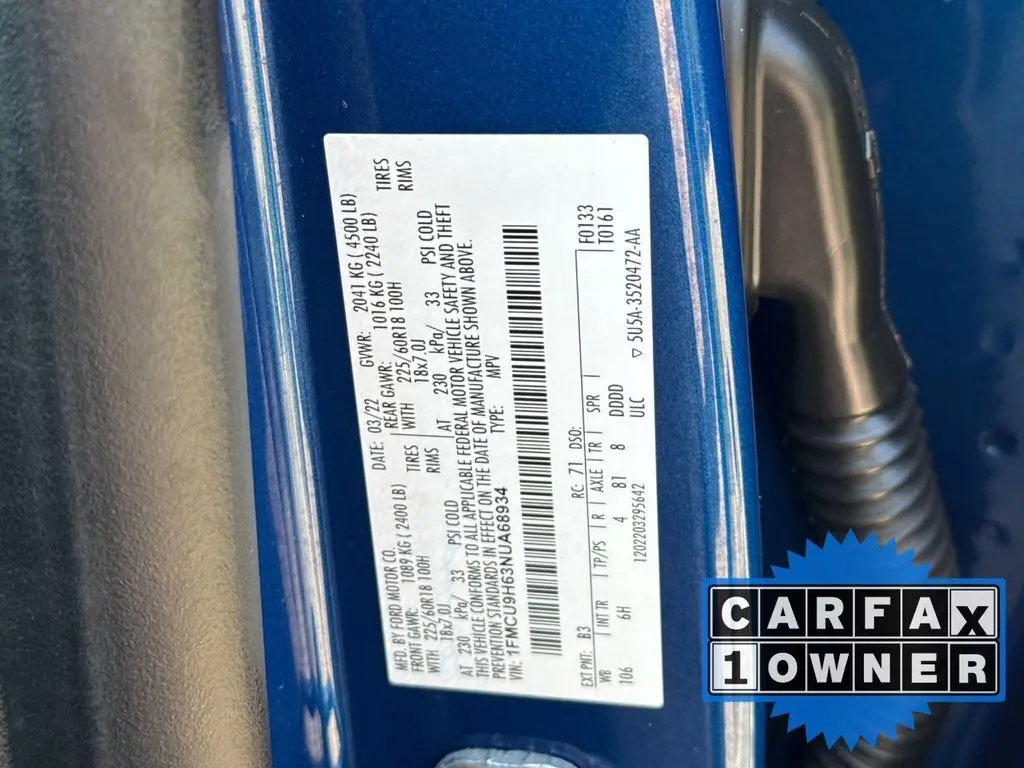 MFD. BY FORD MOTOR CO.
DATE: 03/22 GVWR: 2041 KG ( 4500 LB)
FRONT GAWR: 1089 KG ( 2400 LB) REAR GAWR: 1016 KG ( 2240 LB)
WITH 225/60R18 100H TIRES WITH 225/60R18 100H TIRES
18x7.0J RIMS 18x7.0J RIMS
AT 230 kPa/ 33 PSI COLD AT 230 kPa/ 33 PSI COLD
THIS VEHICLE CONFORMS TO ALL APPLICABLE FEDERAL MOTOR VEHICLE SAFETY AND THEFT
PREVENTION STANDARDS IN EFFECT ON THE DATE OF MANUFACTURE SHOWN ABOVE.
VIN: 1FMCU9H63NUA68934 TYPE: MPV
F0133
T0161
EXT PNT: B3 RC: 71 DSO:
WB INT TR TP/PS R AXLE TR SPR
106 6H 4 B1 8 DDDD
1202203295642 ULC ▽ 5U5A-3520472-AA
CARFAX
1 OWNER